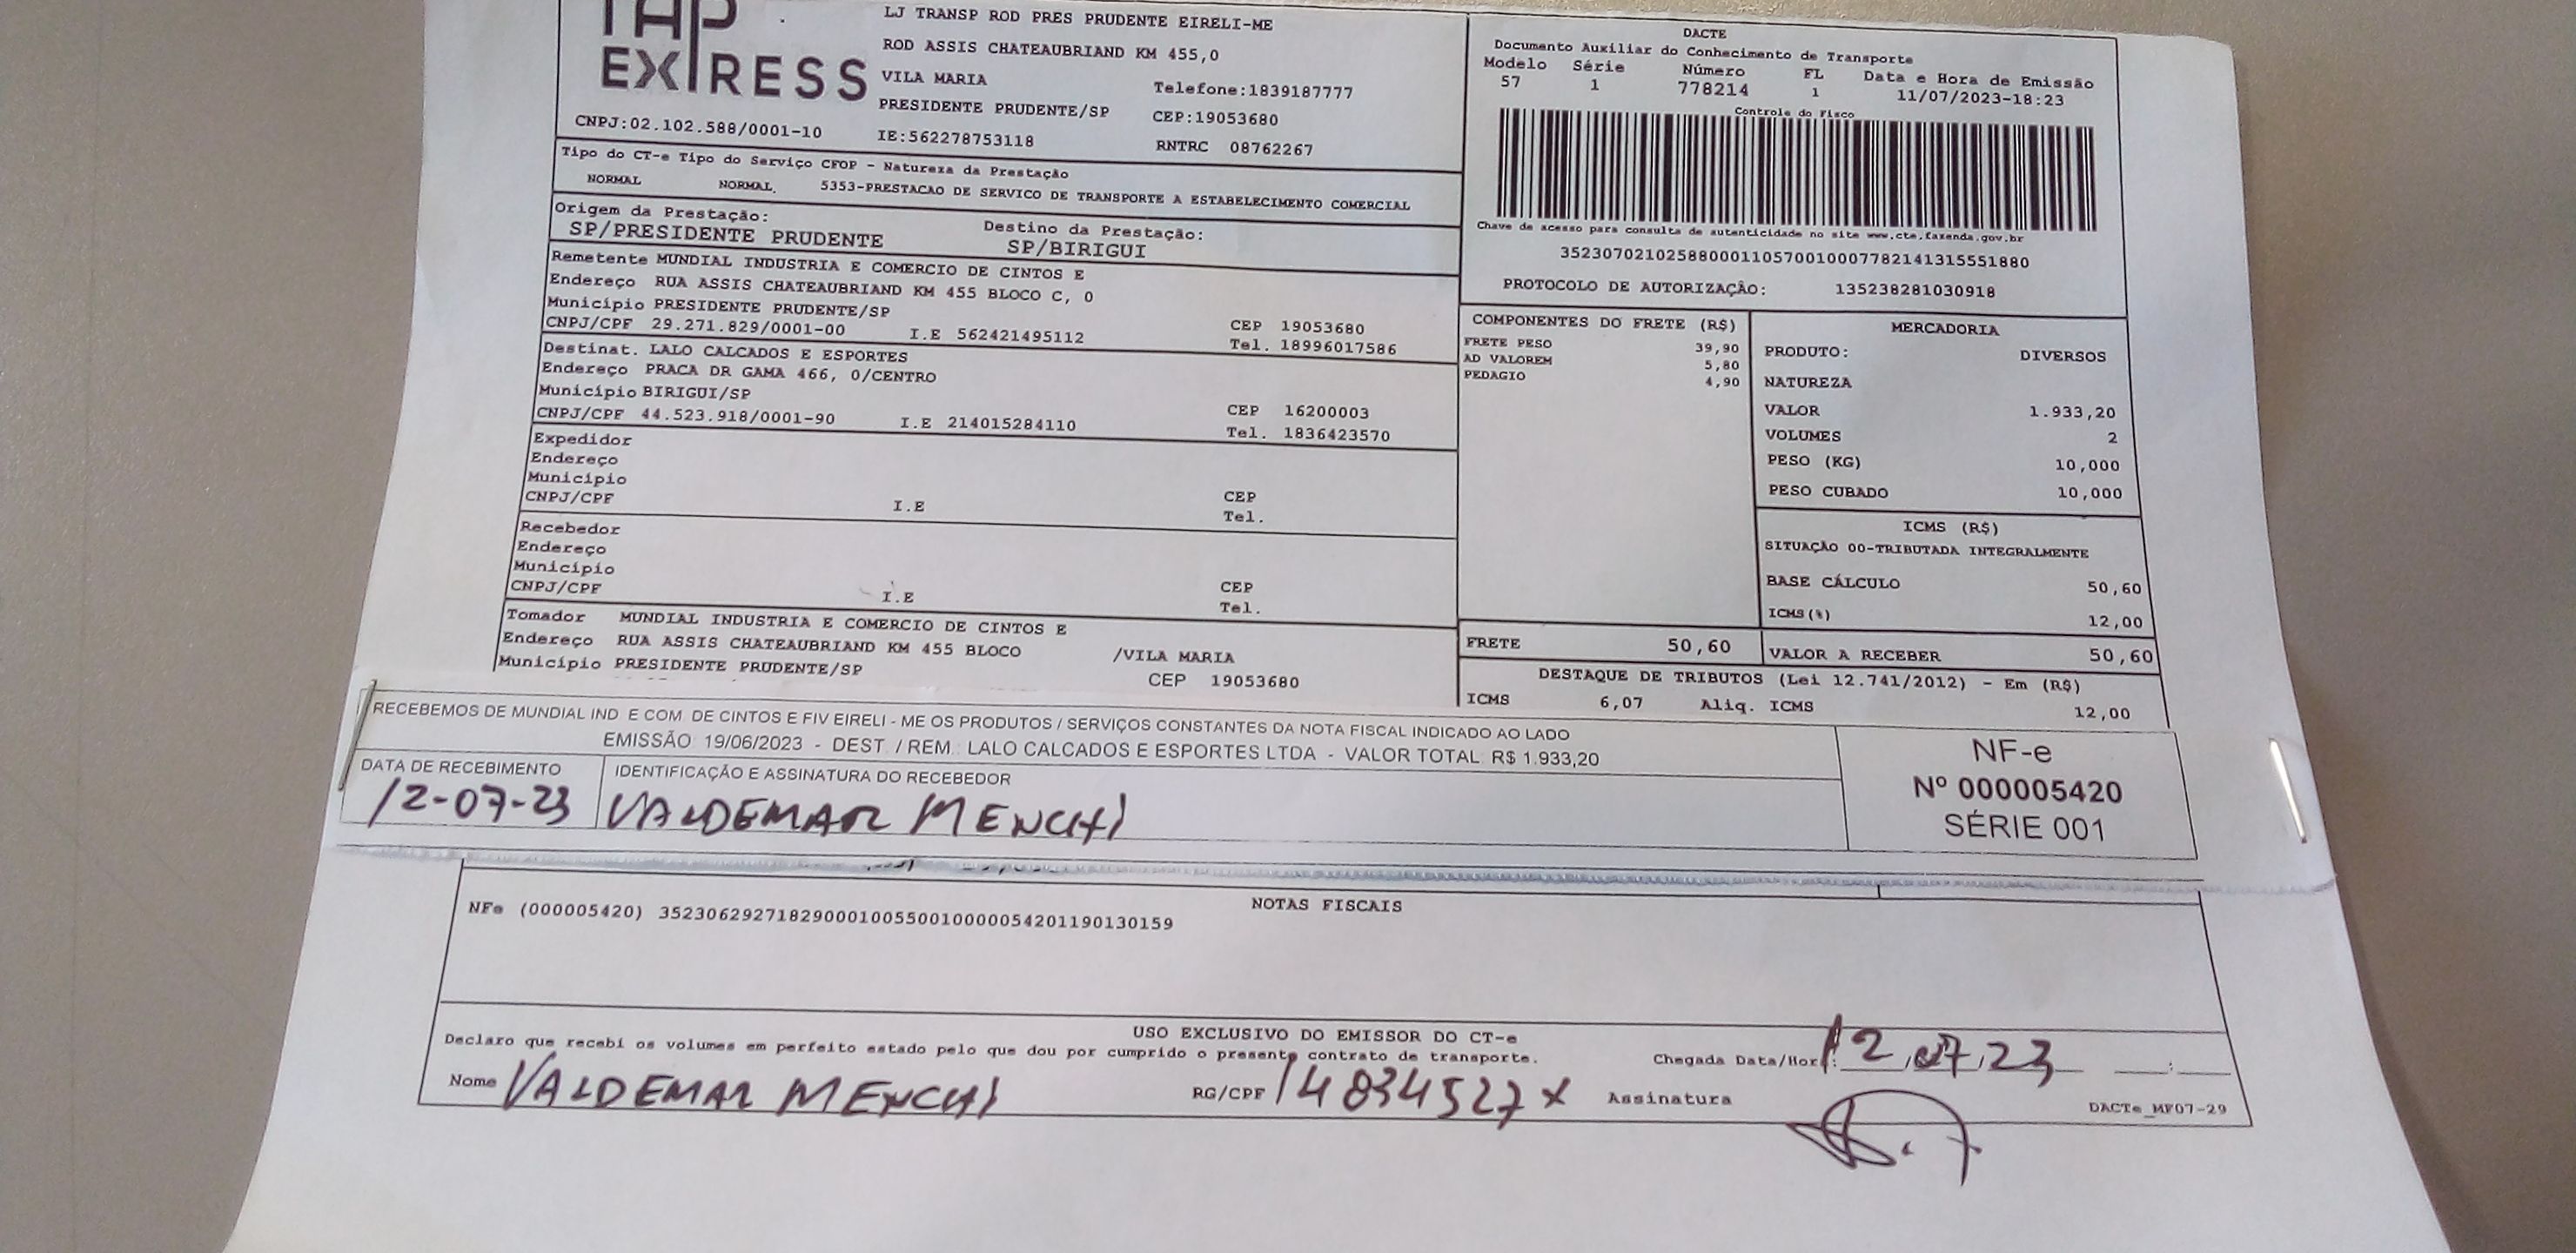 TAP
EXPRESS
CNPJ:02.102.588/0001-10
LJ TRANSP ROD PRES PRUDENTE EIRELI-ME
ROD ASSIS CHATEAUBRIAND KM 455,0
VILA MARIA Telefone:1839187777
PRESIDENTE PRUDENTE/SP CEP:19053680
IE:562278753118 RNTRC 08762267
DACTE
Documento Auxiliar do Conhecimento de Transporte
Modelo Série Número FL Data e Hora de Emissão
57 1 778214 1 11/07/2023-18:23
Controle do Fisco
Chave de acesso para consulta de autenticidade no site www.cte.fazenda.gov.br
35230702102588000110570010007782141315551880
PROTOCOLO DE AUTORIZAÇÃO: 135238281030918
Tipo do CT-e Tipo do Serviço CFOP - Natureza da Prestação
NORMAL NORMAL. 5353-PRESTACAO DE SERVICO DE TRANSPORTE A ESTABELECIMENTO COMERCIAL
Origem da Prestação: Destino da Prestação:
SP/PRESIDENTE PRUDENTE SP/BIRIGUI
Remetente MUNDIAL INDUSTRIA E COMERCIO DE CINTOS E
Endereço RUA ASSIS CHATEAUBRIAND KM 455 BLOCO C, 0
Município PRESIDENTE PRUDENTE/SP CEP 19053680
CNPJ/CPF 29.271.829/0001-00 I.E 562421495112 Tel. 18996017586
Destinat. LALO CALCADOS E ESPORTES
Endereço PRACA DR GAMA 466, 0/CENTRO
Município BIRIGUI/SP CEP 16200003
CNPJ/CPF 44.523.918/0001-90 I.E 214015284110 Tel. 1836423570
Expedidor
Endereço
Município CEP
CNPJ/CPF I.E Tel.
Recebedor
Endereço
Município CEP
CNPJ/CPF I.E Tel.
Tomador MUNDIAL INDUSTRIA E COMERCIO DE CINTOS E
Endereço RUA ASSIS CHATEAUBRIAND KM 455 BLOCO /VILA MARIA
Município PRESIDENTE PRUDENTE/SP CEP 19053680
COMPONENTES DO FRETE (R$)
FRETE PESO 39,90
AD VALOREM 5,80
PEDAGIO 4,90
MERCADORIA
PRODUTO: DIVERSOS
NATUREZA
VALOR 1.933,20
VOLUMES 2
PESO (KG) 10,000
PESO CUBADO 10,000
ICMS (R$)
SITUAÇÃO 00-TRIBUTADA INTEGRALMENTE
BASE CÁLCULO 50,60
ICMS(%) 12,00
FRETE 50,60 VALOR A RECEBER 50,60
DESTAQUE DE TRIBUTOS (Lei 12.741/2012) - Em (R$)
ICMS 6,07 Aliq. ICMS 12,00
RECEBEMOS DE MUNDIAL IND E COM DE CINTOS E FIV EIRELI - ME OS PRODUTOS / SERVIÇOS CONSTANTES DA NOTA FISCAL INDICADO AO LADO
EMISSÃO: 19/06/2023 - DEST. / REM.: LALO CALCADOS E ESPORTES LTDA - VALOR TOTAL: R$ 1.933,20
DATA DE RECEBIMENTO IDENTIFICAÇÃO E ASSINATURA DO RECEBEDOR
12-07-23 VALDEMAR MENCHI
NF-e
Nº 000005420
SÉRIE 001
NOTAS FISCAIS
NFe (000005420) 35230629271829000100550010000054201190130159
USO EXCLUSIVO DO EMISSOR DO CT-e
Declaro que recebi os volumes em perfeito estado pelo que dou por cumprido o presente contrato de transporte.
Chegada Data/Hora: 12/07/23 :
Nome VALDEMAR MENCHI RG/CPF 14834527X Assinatura
DACTe_MF07-29